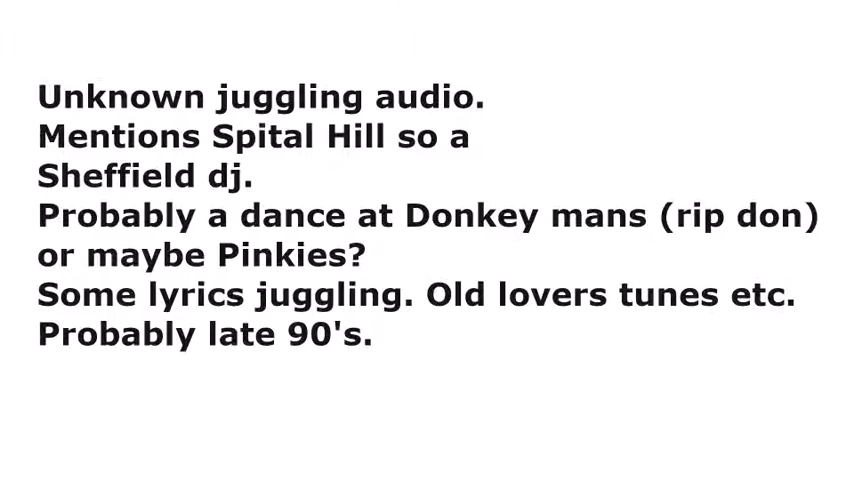 Unknown juggling audio.
Mentions Spital Hill so a
Sheffield dj.
Probably a dance at Donkey mans (rip don)
or maybe Pinkies?
Some lyrics juggling. Old lovers tunes etc.
Probably late 90's.